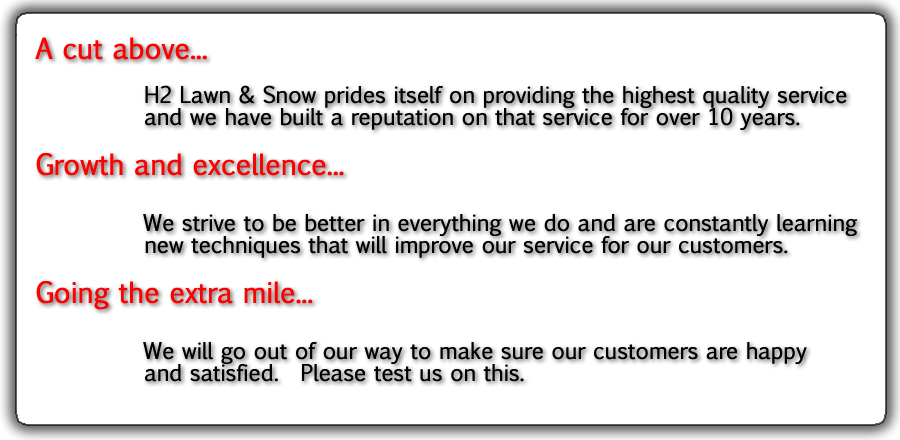 A cut above...
H2 Lawn & Snow prides itself on providing the highest quality service
and we have built a reputation on that service for over 10 years.
Growth and excellence...
We strive to be better in everything we do and are constantly learning
new techniques that will improve our service for our customers.
Going the extra mile...
We will go out of our way to make sure our customers are happy
and satisfied.   Please test us on this.